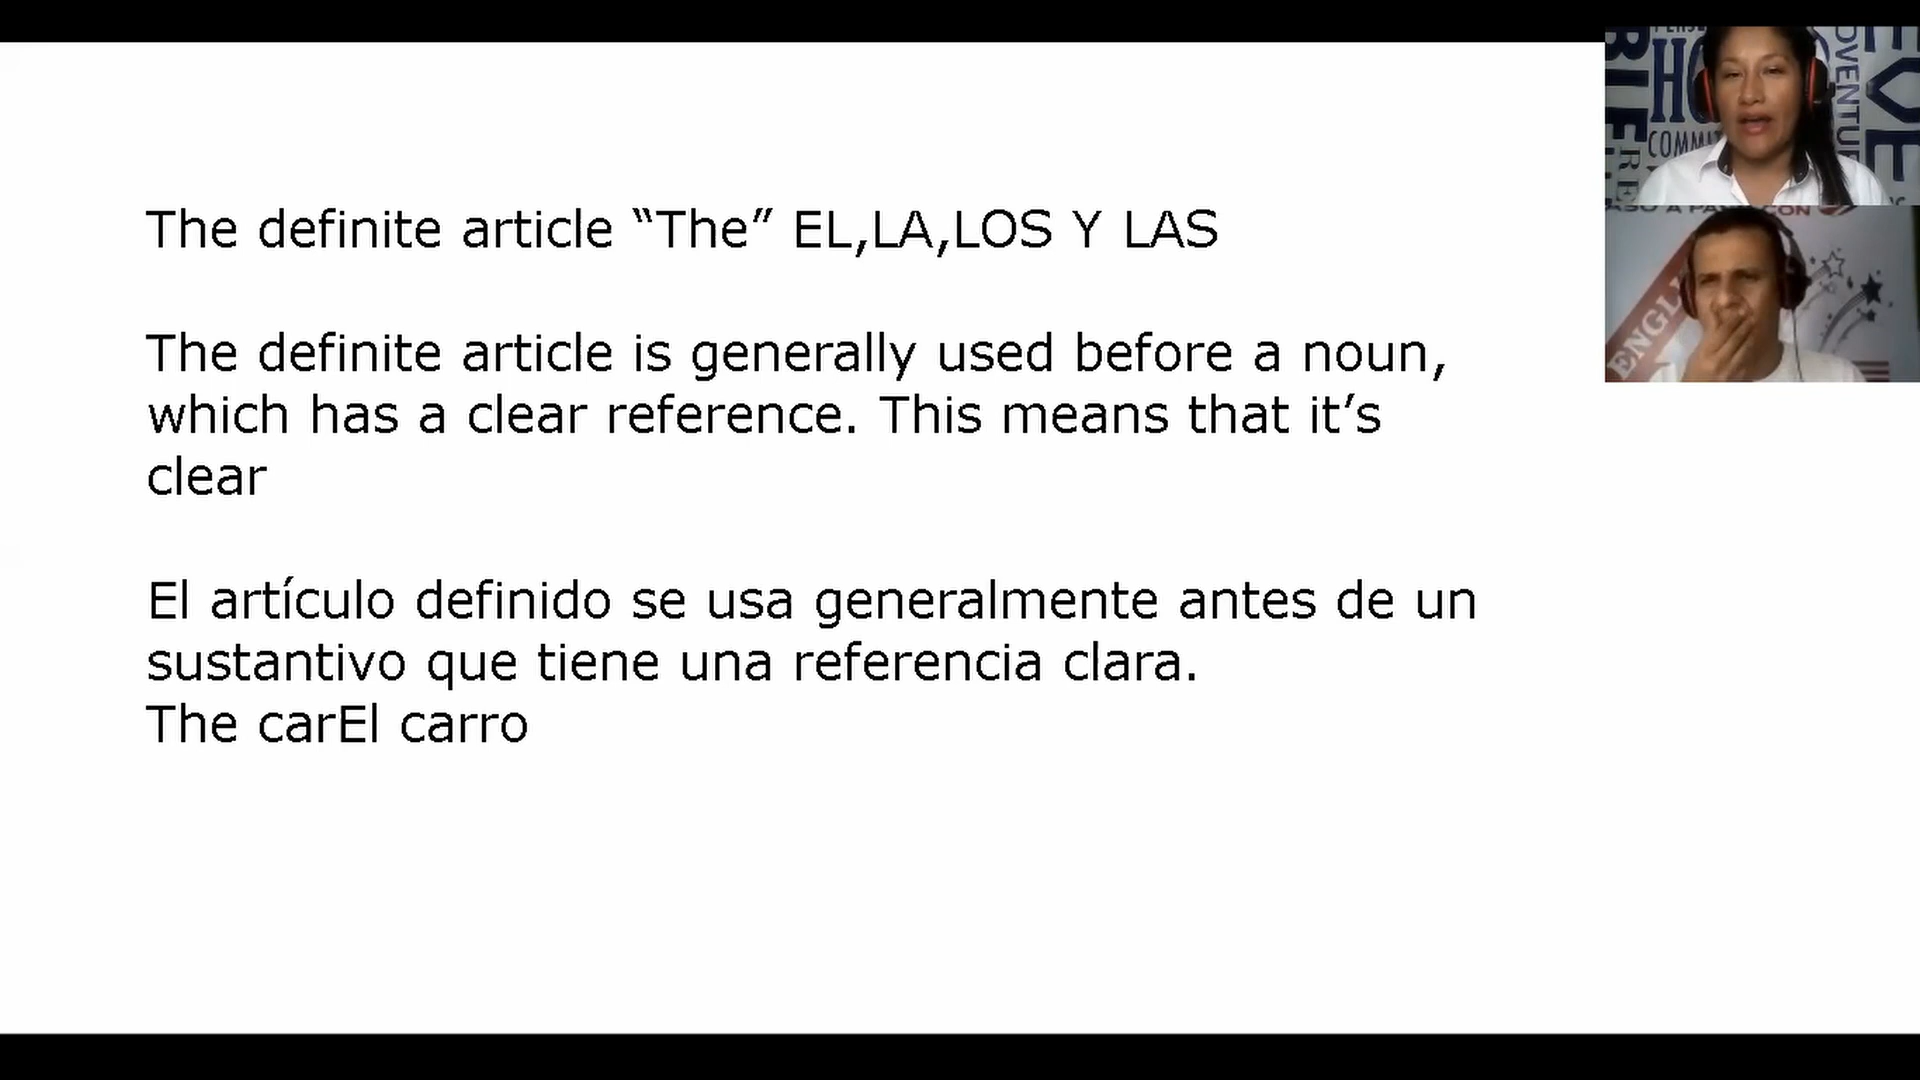 The definite article “The” EL,LA,LOS Y LAS
The definite article is generally used before a noun,
which has a clear reference. This means that it’s
clear
El artículo definido se usa generalmente antes de un
sustantivo que tiene una referencia clara.
The carEl carro